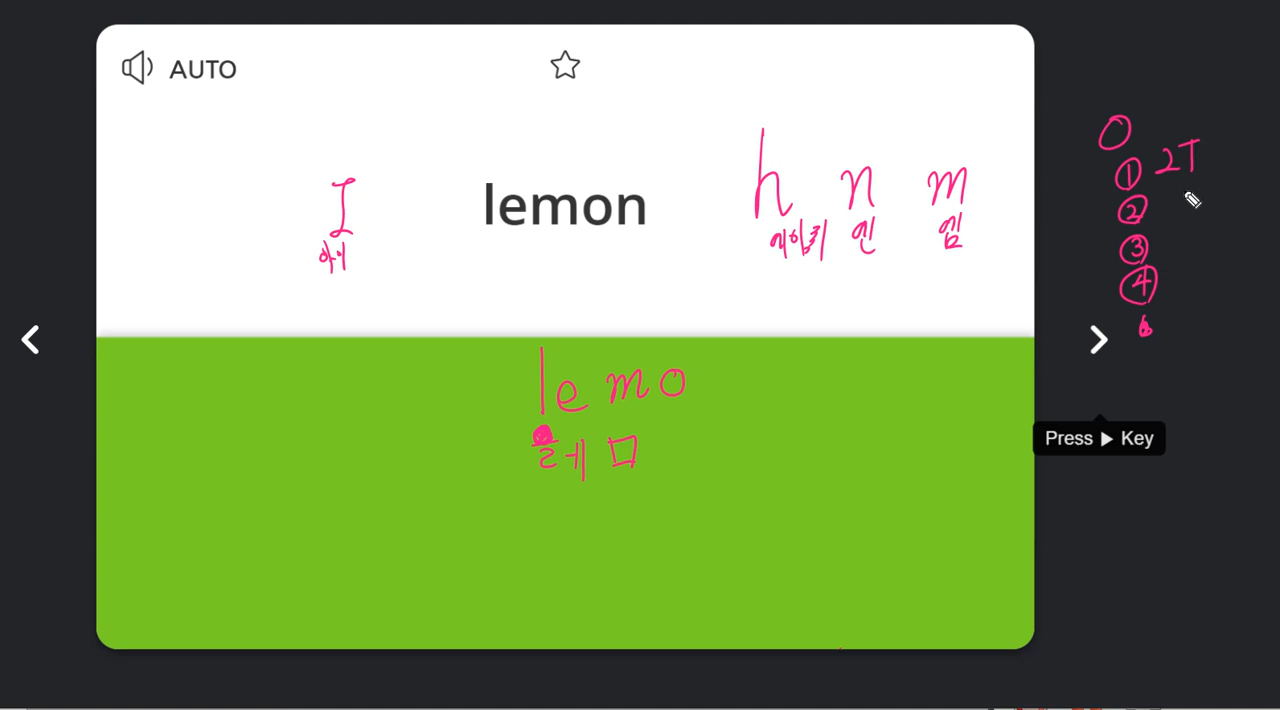 AUTO
I lemon h n m
아이 에이취 엔 엠
lemo
레 ㅁ
0
① 2T
②
③
④
Press ▶ Key